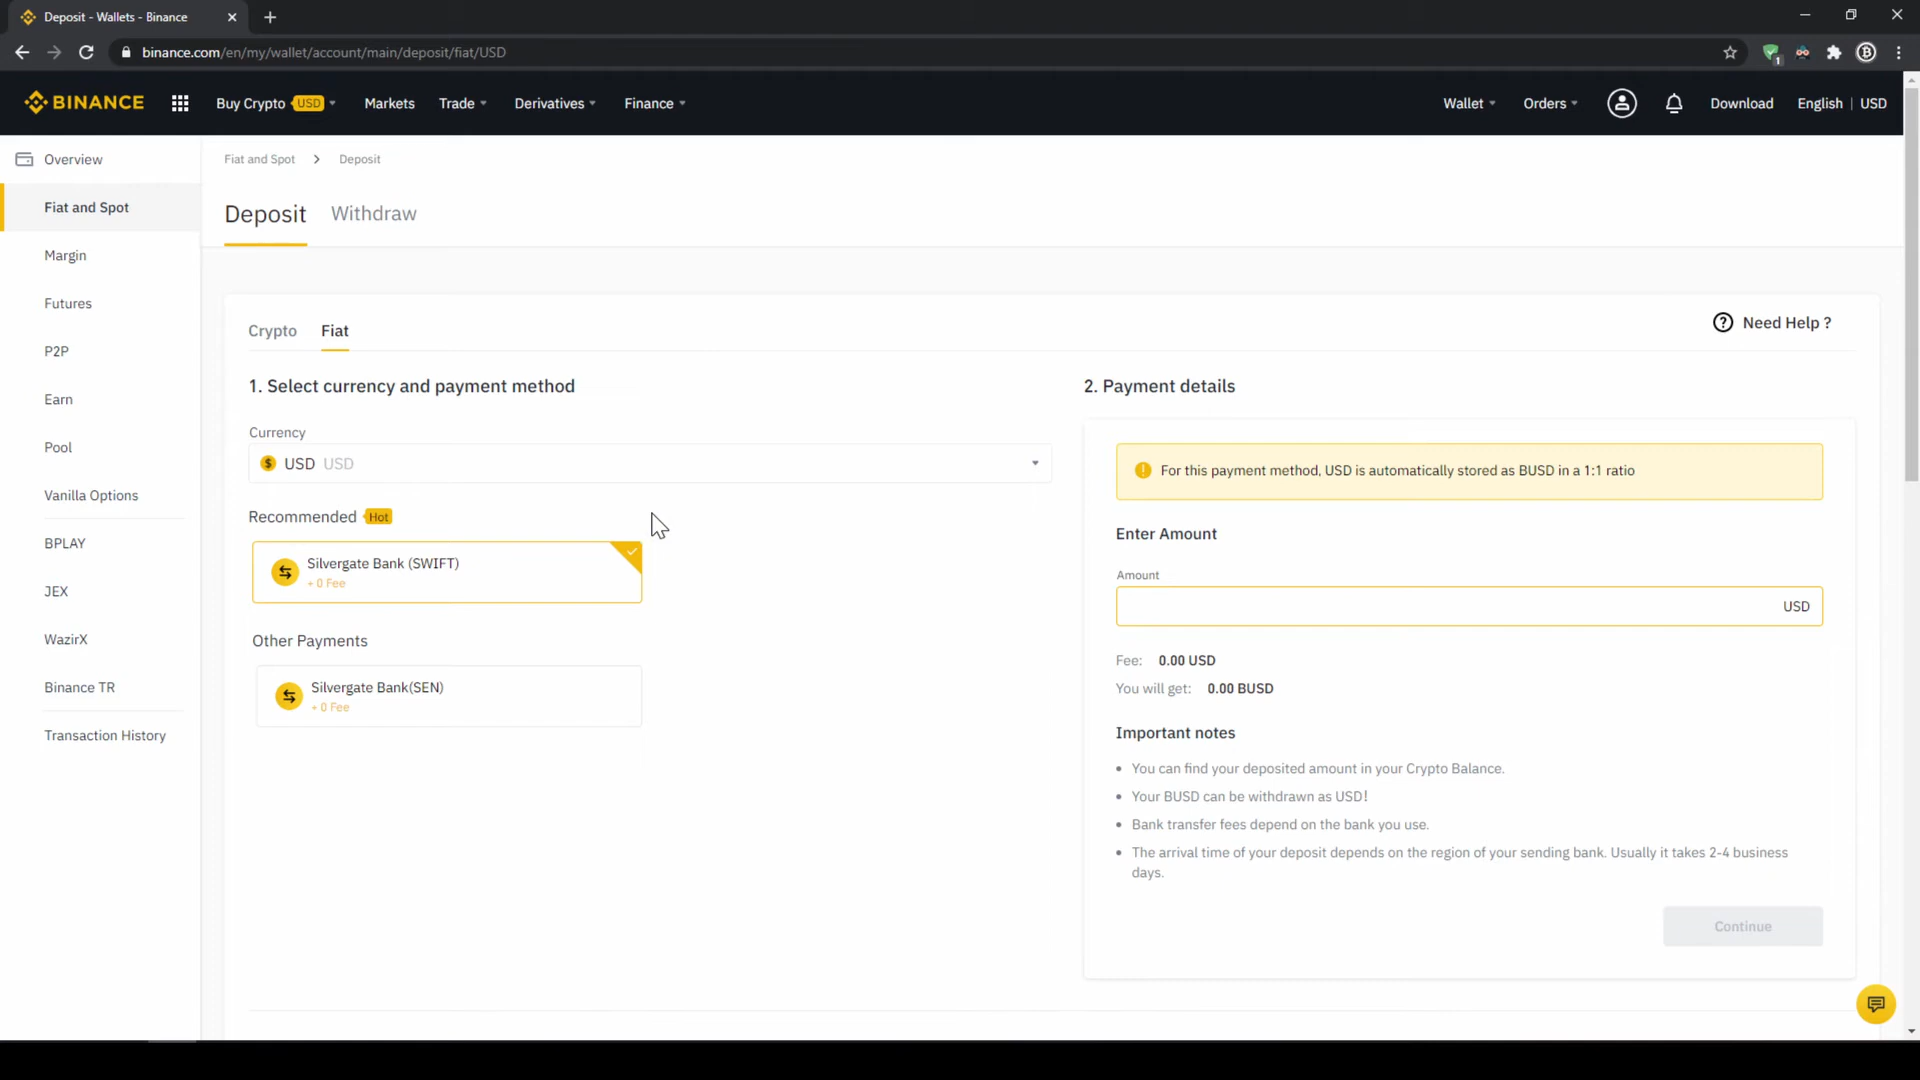 Deposit - Wallets - Binance
binance.com/en/my/wallet/account/main/deposit/fiat/USD
1
BINANCE
Buy Crypto USD
Markets
Trade
Derivatives
Finance
Wallet
Orders
Download
English | USD
Overview
Fiat and Spot
Margin
Futures
P2P
Earn
Pool
Vanilla Options
BPLAY
JEX
WazirX
Binance TR
Transaction History
Fiat and Spot > Deposit
Deposit
Withdraw
Crypto
Fiat
Need Help ?
1. Select currency and payment method
Currency
USD USD
Recommended Hot
Silvergate Bank (SWIFT)
+ 0 Fee
Other Payments
Silvergate Bank(SEN)
+ 0 Fee
2. Payment details
For this payment method, USD is automatically stored as BUSD in a 1:1 ratio
Enter Amount
Amount
USD
Fee: 0.00 USD
You will get: 0.00 BUSD
Important notes
• You can find your deposited amount in your Crypto Balance.
• Your BUSD can be withdrawn as USD!
• Bank transfer fees depend on the bank you use.
• The arrival time of your deposit depends on the region of your sending bank. Usually it takes 2-4 business
days.
Continue